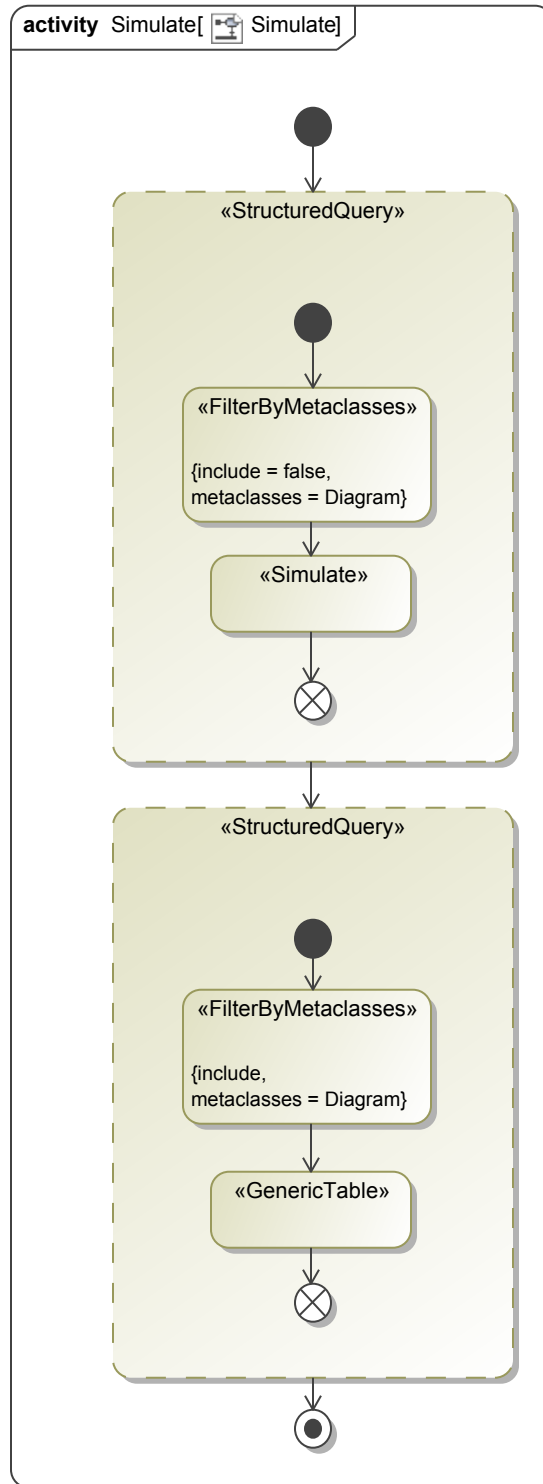 activity Simulate[ Simulate]
«StructuredQuery»
«FilterByMetaclasses»
{include = false,
metaclasses = Diagram}
«Simulate»
«StructuredQuery»
«FilterByMetaclasses»
{include,
metaclasses = Diagram}
«GenericTable»